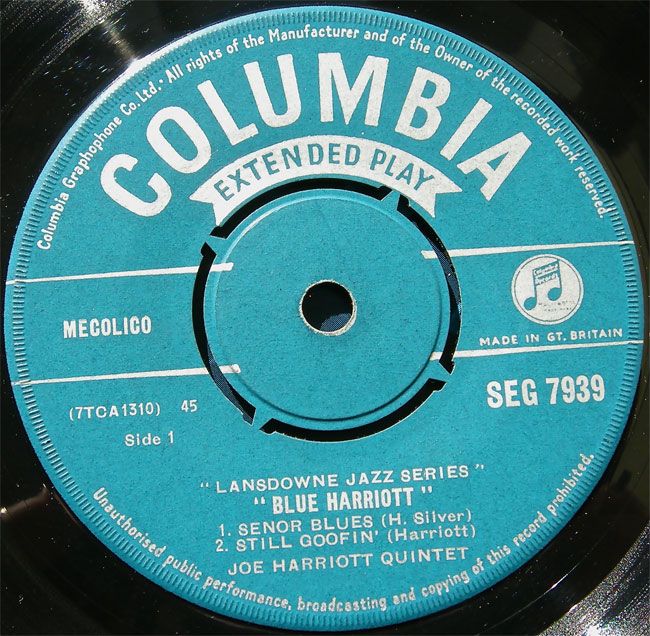 Columbia Graphophone Co. Ltd. · All rights of the Manufacturer and of the Owner of the recorded work reserved.
COLUMBIA
EXTENDED PLAY
Columbia
Records
MECOLICO
MADE IN GT. BRITAIN
(7TCA1310) 45
SEG 7939
Side 1
"LANSDOWNE JAZZ SERIES"
"BLUE HARRIOTT"
1. SENOR BLUES (H. Silver)
2. STILL GOOFIN' (Harriott)
JOE HARRIOTT QUINTET
Unauthorised public performance, broadcasting and copying of this record prohibited.